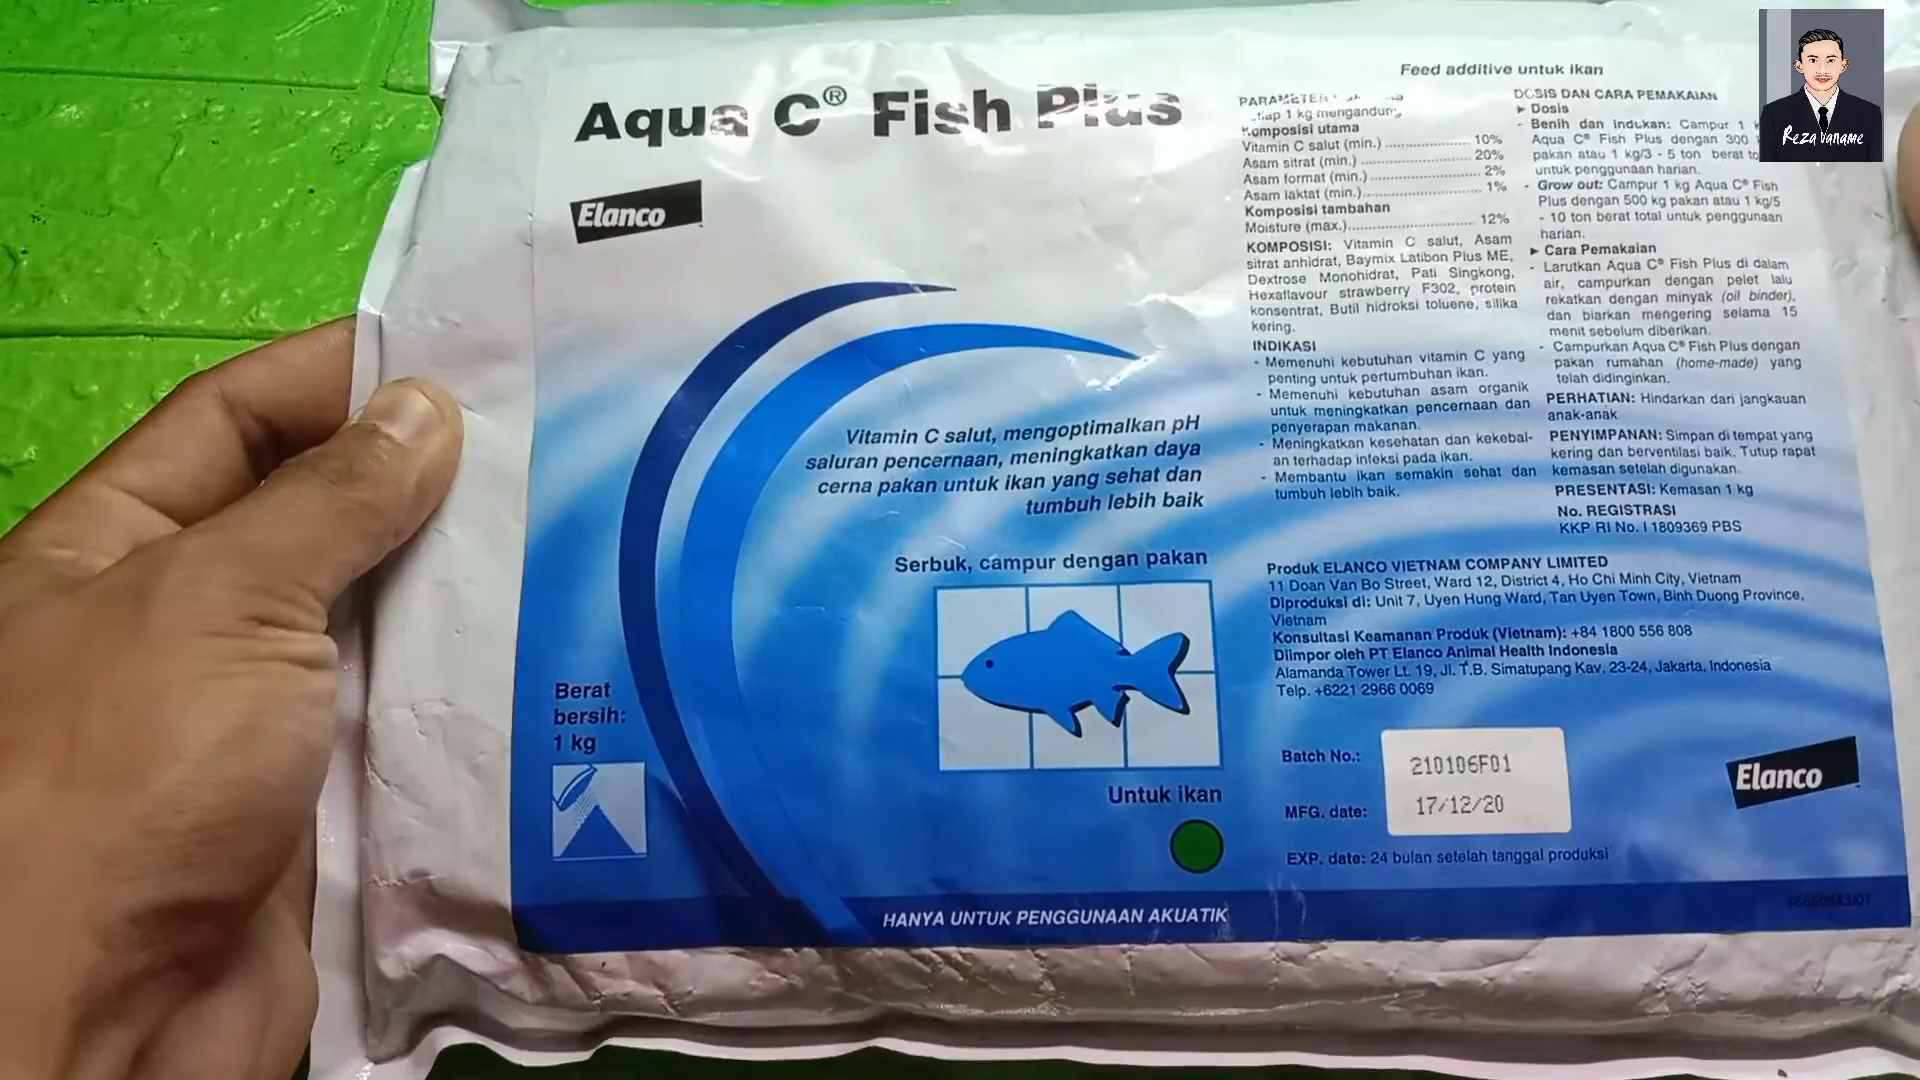 Aqua C® Fish Plus
Elanco
Vitamin C salut, mengoptimalkan pH
saluran pencernaan, meningkatkan daya
cerna pakan untuk ikan yang sehat dan
tumbuh lebih baik
Serbuk, campur dengan pakan
Berat
bersih:
1 kg
Untuk ikan
HANYA UNTUK PENGGUNAAN AKUATIK
Feed additive untuk ikan
PARAMETER
1 kg mengandung
Komposisi utama
Vitamin C salut (min.) 10%
Asam sitrat (min.) 20%
Asam format (min.) 2%
Asam laktat (min.) 1%
Komposisi tambahan
Moisture (max.) 12%
KOMPOSISI: Vitamin C salut, Asam
sitrat anhidrat, Baymix Latibon Plus ME,
Dextrose Monohidrat, Pati Singkong,
Hexaflavour strawberry F302, protein
konsentrat, Butil hidroksi toluene, silika
kering.
INDIKASI
- Memenuhi kebutuhan vitamin C yang
penting untuk pertumbuhan ikan.
- Memenuhi kebutuhan asam organik
untuk meningkatkan pencernaan dan
penyerapan makanan.
- Meningkatkan kesehatan dan kekebal-
an terhadap infeksi pada ikan.
- Membantu ikan semakin sehat dan
tumbuh lebih baik.
DOSIS DAN CARA PEMAKAIAN
► Dosis
- Benih dan indukan: Campur 1
Aqua C® Fish Plus dengan 300
pakan atau 1 kg/3 - 5 ton berat
untuk penggunaan harian.
- Grow out: Campur 1 kg Aqua C® Fish
Plus dengan 500 kg pakan atau 1 kg/5
- 10 ton berat total untuk penggunaan
harian.
► Cara Pemakaian
- Larutkan Aqua C® Fish Plus di dalam
air, campurkan dengan pelet lalu
rekatkan dengan minyak (oil binder),
dan biarkan mengering selama 15
menit sebelum diberikan.
- Campurkan Aqua C® Fish Plus dengan
pakan rumahan (home-made) yang
telah didinginkan.
PERHATIAN: Hindarkan dari jangkauan
anak-anak
PENYIMPANAN: Simpan di tempat yang
kering dan berventilasi baik. Tutup rapat
kemasan setelah digunakan.
PRESENTASI: Kemasan 1 kg
No. REGISTRASI
KKP RI No. I 1809369 PBS
Produk ELANCO VIETNAM COMPANY LIMITED
11 Doan Van Bo Street, Ward 12, District 4, Ho Chi Minh City, Vietnam
Diproduksi di: Unit 7, Uyen Hung Ward, Tan Uyen Town, Binh Duong Province,
Vietnam
Konsultasi Keamanan Produk (Vietnam): +84 1800 556 808
Diimpor oleh PT Elanco Animal Health Indonesia
Alamanda Tower Lt. 19, Jl. T.B. Simatupang Kav. 23-24, Jakarta, Indonesia
Telp. +6221 2966 0069
Batch No.: 210106F01
MFG. date: 17/12/20
EXP. date: 24 bulan setelah tanggal produksi
Elanco
Reza Vaname